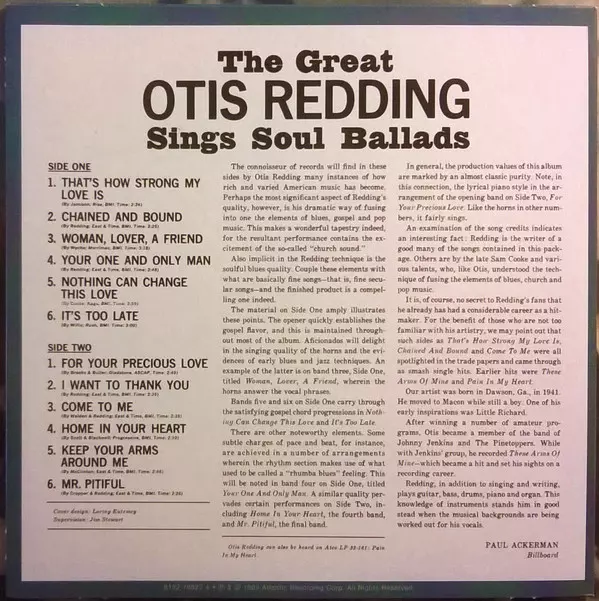 The Great
OTIS REDDING
Sings Soul Ballads
SIDE ONE
1. THAT'S HOW STRONG MY
LOVE IS
2. CHAINED AND BOUND
3. WOMAN, LOVER, A FRIEND
4. YOUR ONE AND ONLY MAN
5. NOTHING CAN CHANGE
THIS LOVE
6. IT'S TOO LATE
SIDE TWO
1. FOR YOUR PRECIOUS LOVE
2. I WANT TO THANK YOU
3. COME TO ME
4. HOME IN YOUR HEART
5. KEEP YOUR ARMS
AROUND ME
6. MR. PITIFUL
Cover design: Loring Eutemey
Supervision: Jim Stewart
The connoisseur of records will find in these
sides by Otis Redding many instances of how
rich and varied American music has become.
Perhaps the most significant aspect of Redding's
quality, however, is his dramatic way of fusing
into one the elements of blues, gospel and pop
music. This makes a wonderful tapestry indeed,
for the resultant performance contains the ex-
citement of the so-called "church sound."
Also implicit in the Redding technique is the
soulful blues quality. Couple these elements with
what are basically fine songs—that is, fine secu-
lar songs—and the finished product is a compel-
ling one indeed.
The material on Side One amply illustrates
these points. The opener quickly establishes the
gospel flavor, and this is maintained through-
out most of the album. Aficionados will delight
in the singing quality of the horns and the evi-
dences of early blues and jazz techniques. An
example of the latter is on band three, Side One,
titled Woman, Lover, A Friend, wherein the
horns answer the vocal phrases.
Bands five and six on Side One carry through
the satisfying gospel chord progressions in Noth-
ing Can Change This Love and It's Too Late.
There are other noteworthy elements. Some
subtle charges of pace and beat, for instance,
are achieved in a number of arrangements
wherein the rhythm section makes use of what
used to be called a "rhumba blues" feeling. This
will be noted in band four on Side One, titled
Your One And Only Man. A similar quality per-
vades certain performances on Side Two, in-
cluding Home In Your Heart, the fourth band,
and Mr. Pitiful, the final band.
Otis Redding can also be heard on Atco LP 33-161: Pain
In My Heart.
In general, the production values of this album
are marked by an almost classic purity. Note, in
this connection, the lyrical piano style in the ar-
rangement of the opening band on Side Two, For
Your Precious Love. Like the horns in other num-
bers, it fairly sings.
An examination of the song credits indicates
an interesting fact: Redding is the writer of a
good many of the songs contained in this pack-
age. Others are by the late Sam Cooke and vari-
ous talents, who, like Otis, understood the tech-
nique of fusing the elements of blues, church and
pop music.
It is, of course, no secret to Redding's fans that
he already has had a considerable career as a hit-
maker. For the benefit of those who are not too
familiar with his artistry, we may point out that
such sides as That's How Strong My Love Is,
Chained And Bound and Come To Me were all
spotlighted in the trade papers and came through
as smash single hits. Earlier hits were These
Arms Of Mine and Pain In My Heart.
Our artist was born in Dawson, Ga., in 1941.
He moved to Macon while still a boy. One of his
early inspirations was Little Richard.
After winning a number of amateur pro-
grams, Otis became a member of the band of
Johnny Jenkins and The Pinetoppers. While
with Jenkins' group, he recorded These Arms Of
Mine—which became a hit and set his sights on a
recording career.
Redding, in addition to singing and writing,
plays guitar, bass, drums, piano and organ. This
knowledge of instruments stands him in good
stead when the musical backgrounds are being
worked out for his vocals.
PAUL ACKERMAN
Billboard
Atlantic Recording Corp. All Rights Reserved